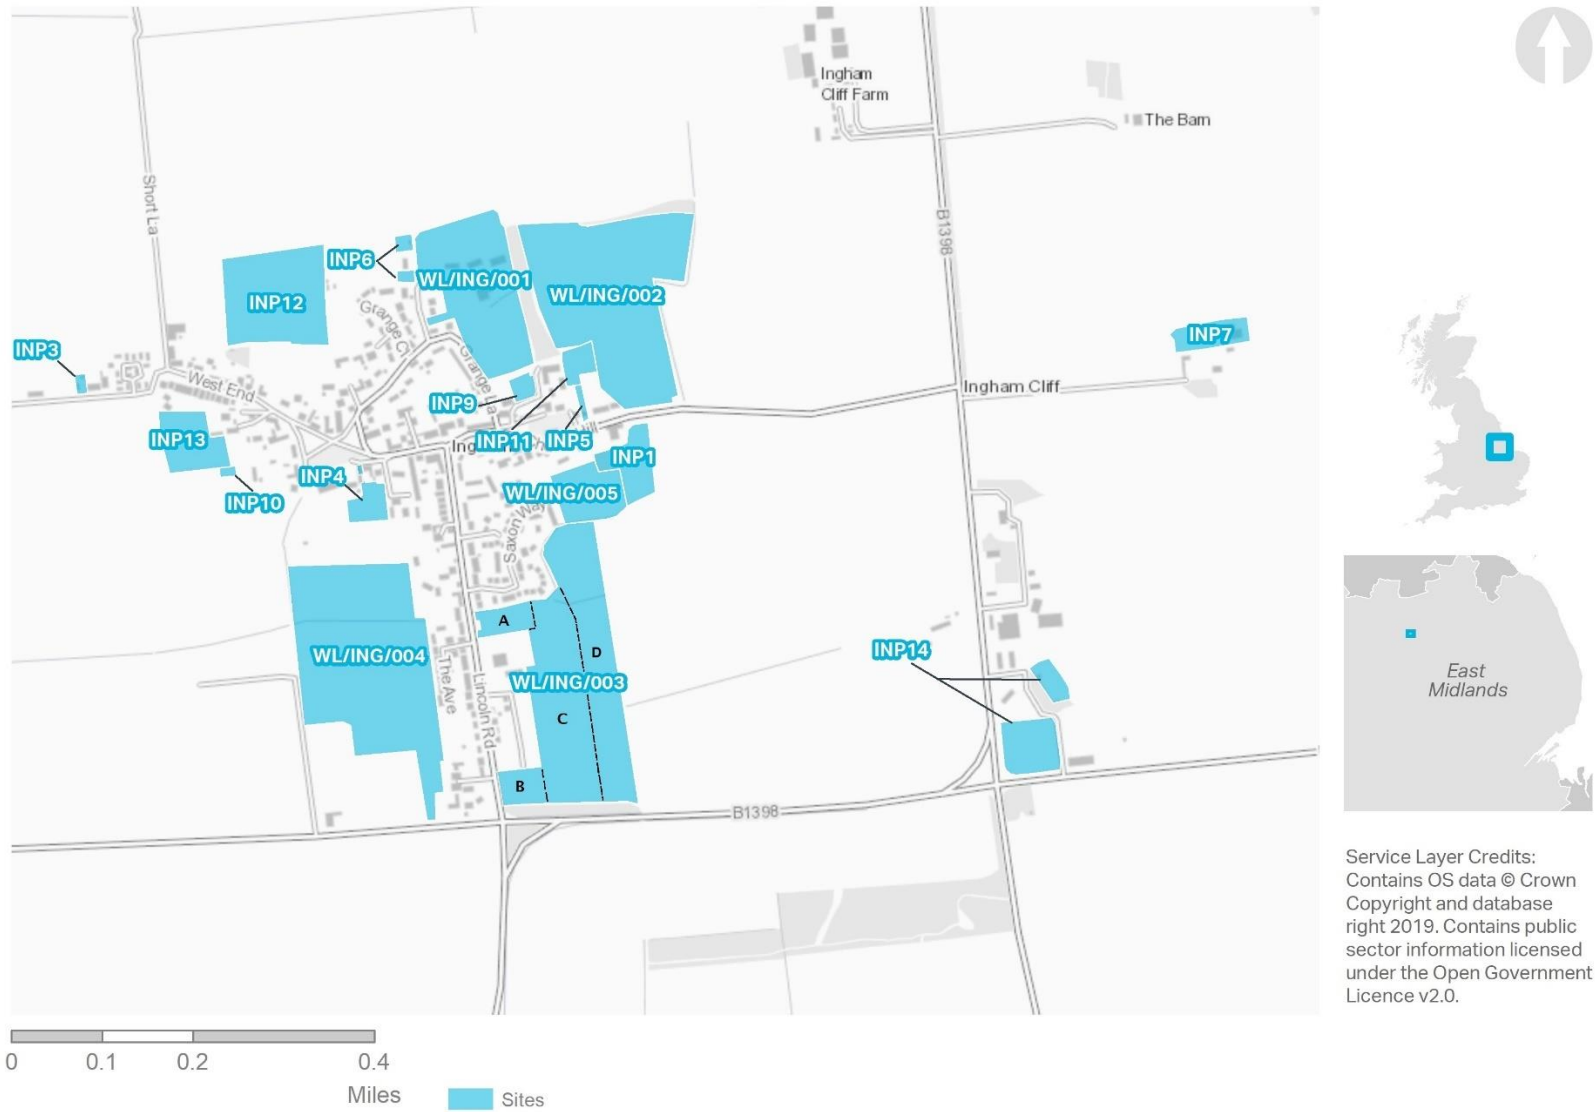 Ingham
Cliff Farm
The Barn
Short La
B1398
INP6
WL/ING/001
WL/ING/002
INP12
Grange Cl
INP7
INP3
West End
Grange La
Ingham Cliff
INP9
INP13
INP11
INP5
INP1
INP4
INP10
WL/ING/005
Saxon Way
A
D
WL/ING/004
WL/ING/003
INP14
The Ave
Lincoln Rd
C
B
B1398
East
Midlands
Service Layer Credits:
Contains OS data © Crown
Copyright and database
right 2019. Contains public
sector information licensed
under the Open Government
Licence v2.0.
0 0.1 0.2 0.4
Miles
Sites